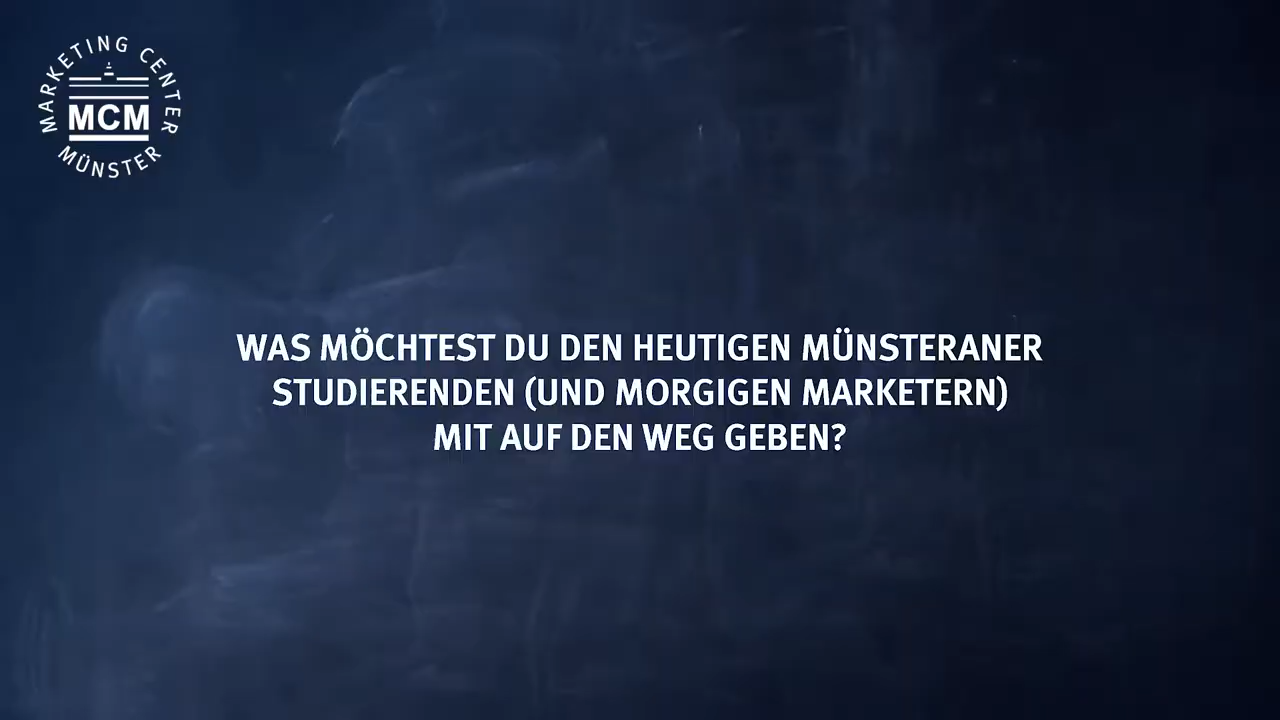 MARKETING CENTER
MCM
MÜNSTER
WAS MÖCHTEST DU DEN HEUTIGEN MÜNSTERANER
STUDIERENDEN (UND MORGIGEN MARKETERN)
MIT AUF DEN WEG GEBEN?